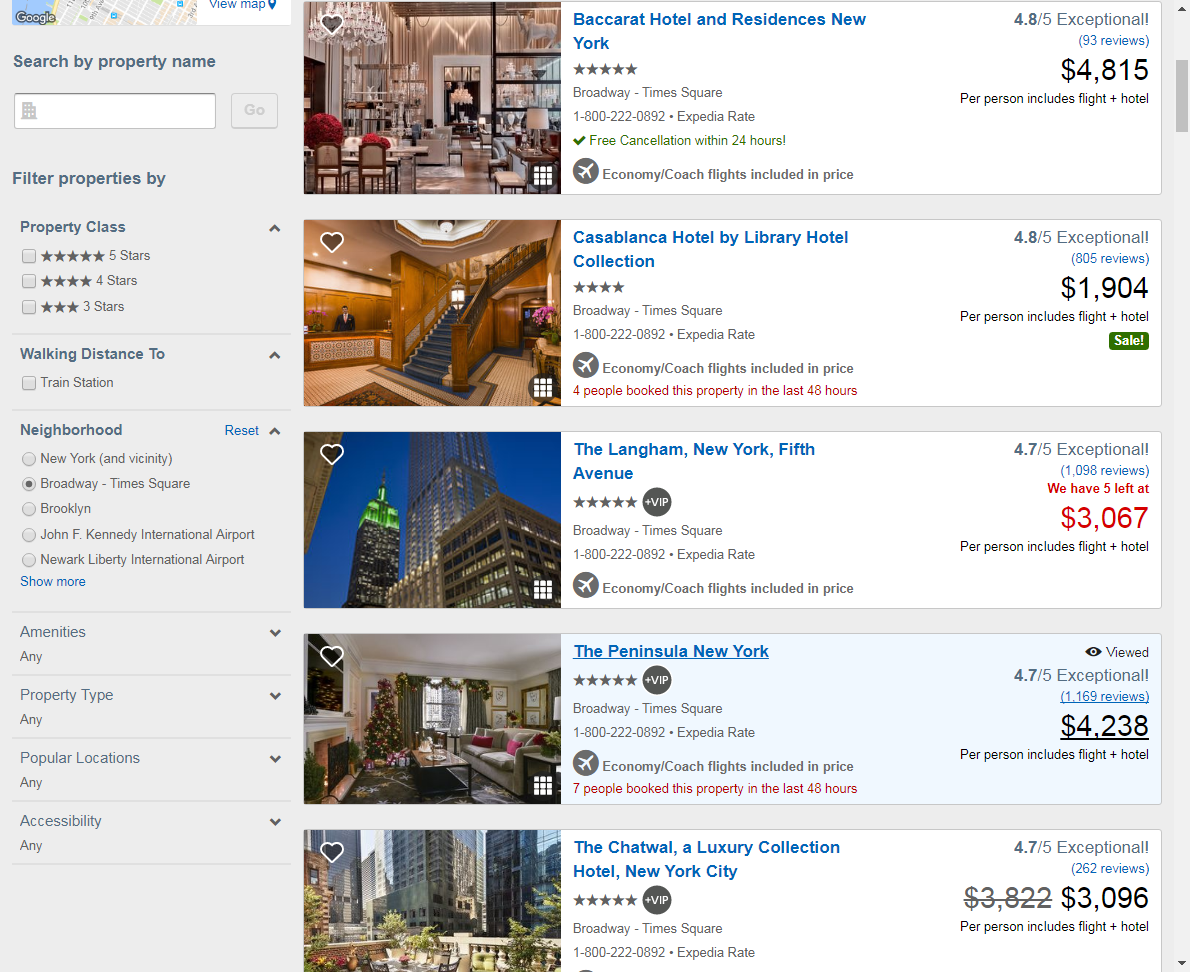 Google
View map
Search by property name
Go
Filter properties by
Property Class
5 Stars
4 Stars
3 Stars
Walking Distance To
Train Station
Neighborhood
Reset
New York (and vicinity)
Broadway - Times Square
Brooklyn
John F. Kennedy International Airport
Newark Liberty International Airport
Show more
Amenities
Any
Property Type
Any
Popular Locations
Any
Accessibility
Any
Baccarat Hotel and Residences New
York
Broadway - Times Square
1-800-222-0892 • Expedia Rate
Free Cancellation within 24 hours!
Economy/Coach flights included in price
4.8/5 Exceptional!
(93 reviews)
$4,815
Per person includes flight + hotel
Casablanca Hotel by Library Hotel
Collection
Broadway - Times Square
1-800-222-0892 • Expedia Rate
Economy/Coach flights included in price
4 people booked this property in the last 48 hours
4.8/5 Exceptional!
(805 reviews)
$1,904
Per person includes flight + hotel
Sale!
The Langham, New York, Fifth
Avenue
+VIP
Broadway - Times Square
1-800-222-0892 • Expedia Rate
Economy/Coach flights included in price
4.7/5 Exceptional!
(1,098 reviews)
We have 5 left at
$3,067
Per person includes flight + hotel
The Peninsula New York
+VIP
Broadway - Times Square
1-800-222-0892 • Expedia Rate
Economy/Coach flights included in price
7 people booked this property in the last 48 hours
Viewed
4.7/5 Exceptional!
(1,169 reviews)
$4,238
Per person includes flight + hotel
The Chatwal, a Luxury Collection
Hotel, New York City
+VIP
Broadway - Times Square
1-800-222-0892 • Expedia Rate
4.7/5 Exceptional!
(262 reviews)
$3,822 $3,096
Per person includes flight + hotel